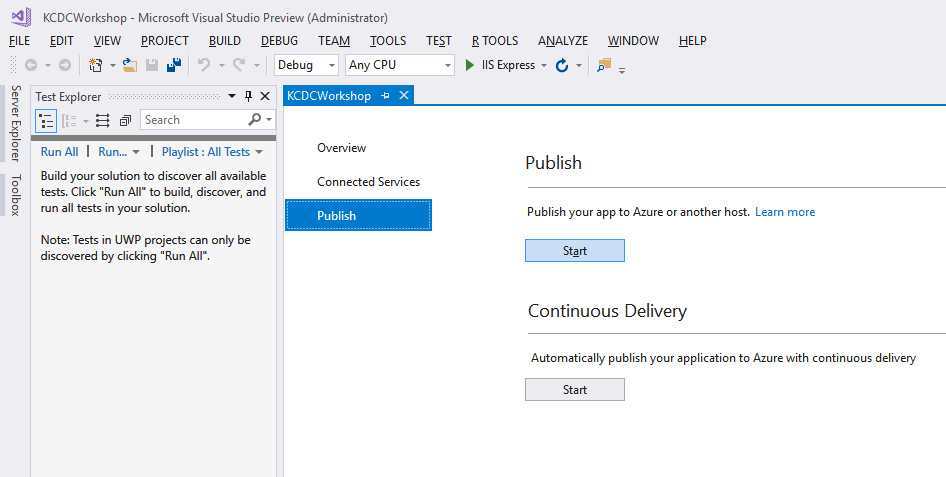 KCDCWorkshop - Microsoft Visual Studio Preview (Administrator)
FILE EDIT VIEW PROJECT BUILD DEBUG TEAM TOOLS TEST R TOOLS ANALYZE WINDOW HELP
Debug Any CPU IIS Express
Server Explorer
Toolbox
Test Explorer
Search
Run All | Run... | Playlist : All Tests
Build your solution to discover all available
tests. Click "Run All" to build, discover, and
run all tests in your solution.
Note: Tests in UWP projects can only be
discovered by clicking "Run All".
KCDCWorkshop
Overview
Connected Services
Publish
Publish
Publish your app to Azure or another host. Learn more
Start
Continuous Delivery
Automatically publish your application to Azure with continuous delivery
Start